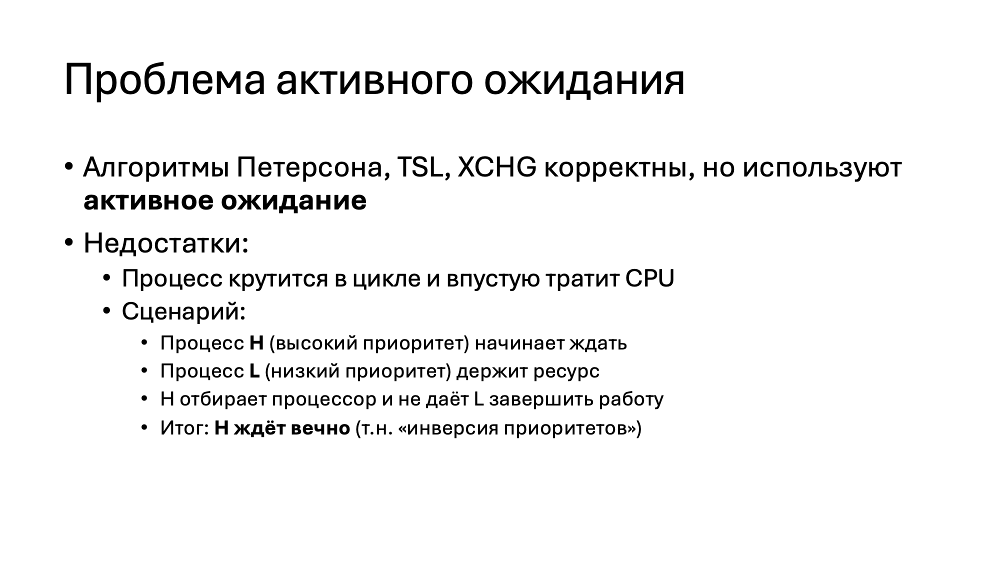 Проблема активного ожидания
• Алгоритмы Петерсона, TSL, XCHG корректны, но используют
активное ожидание
• Недостатки:
• Процесс крутится в цикле и впустую тратит CPU
• Сценарий:
• Процесс H (высокий приоритет) начинает ждать
• Процесс L (низкий приоритет) держит ресурс
• H отбирает процессор и не даёт L завершить работу
• Итог: H ждёт вечно (т.н. «инверсия приоритетов»)